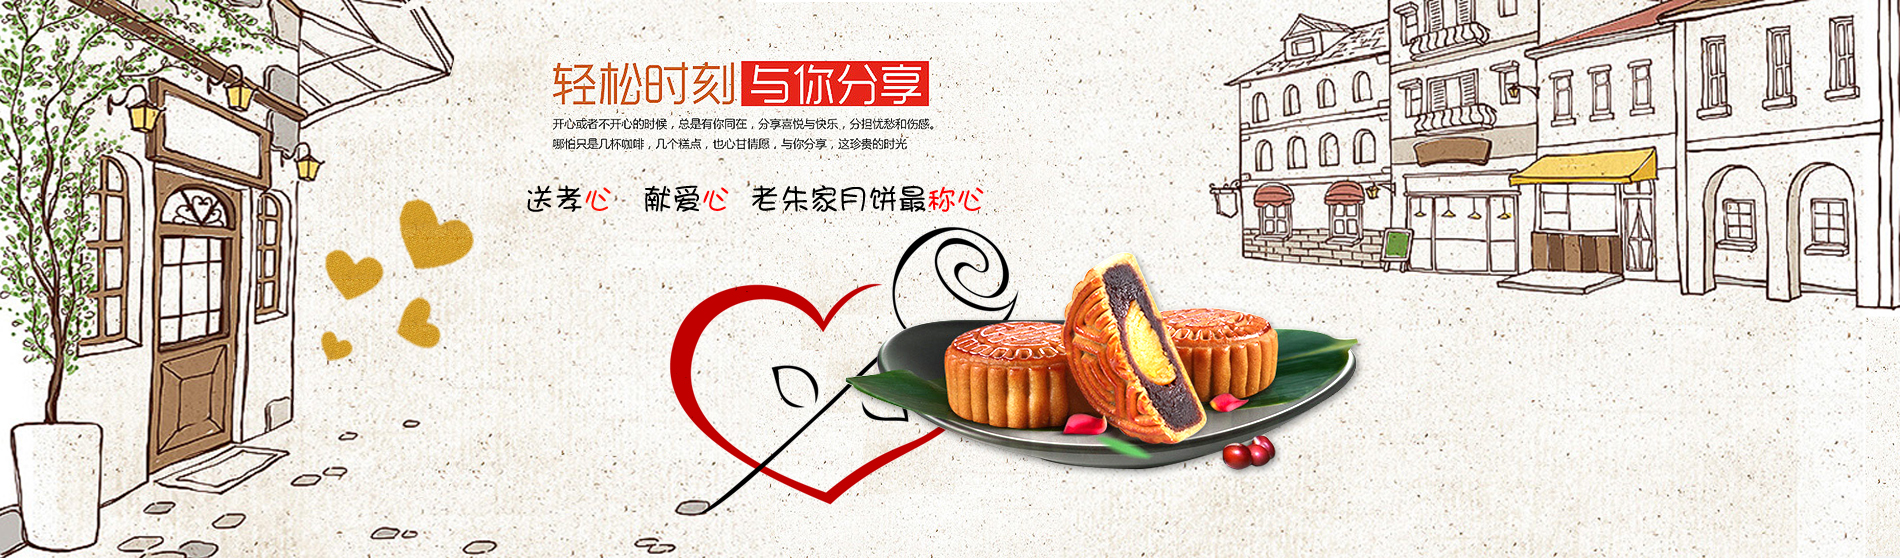 轻松时刻 与你分享
开心或者不开心的时候，总是有你同在，分享喜悦与快乐，分担忧愁和伤感。
哪怕只是几杯咖啡，几个糕点，也心甘情愿，与你分享，这珍贵的时光
送孝心 献爱心 老朱家月饼最称心